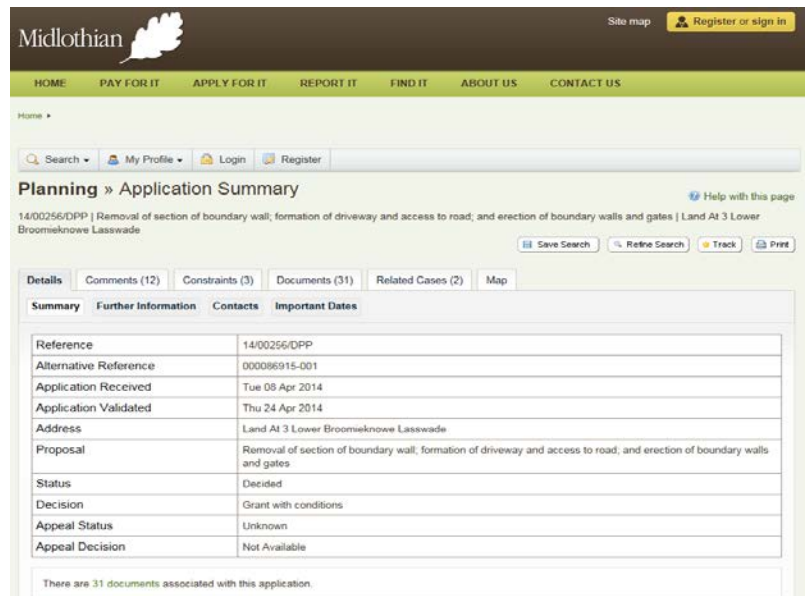 Site map
Register or sign in
Midlothian
HOME PAY FOR IT APPLY FOR IT REPORT IT FIND IT ABOUT US CONTACT US
Home
Search My Profile Login Register
Planning » Application Summary
Help with this page
14/00256/DPP | Removal of section of boundary wall; formation of driveway and access to road; and erection of boundary walls and gates | Land At 3 Lower
Broomieknowe Lasswade
Save Search Refine Search Track Print
Details Comments (12) Constraints (3) Documents (31) Related Cases (2) Map
Summary Further Information Contacts Important Dates
Reference 14/00256/DPP
Alternative Reference 000086915-001
Application Received Tue 08 Apr 2014
Application Validated Thu 24 Apr 2014
Address Land At 3 Lower Broomieknowe Lasswade
Proposal Removal of section of boundary wall; formation of driveway and access to road; and erection of boundary walls
and gates
Status Decided
Decision Grant with conditions
Appeal Status Unknown
Appeal Decision Not Available
There are 31 documents associated with this application.